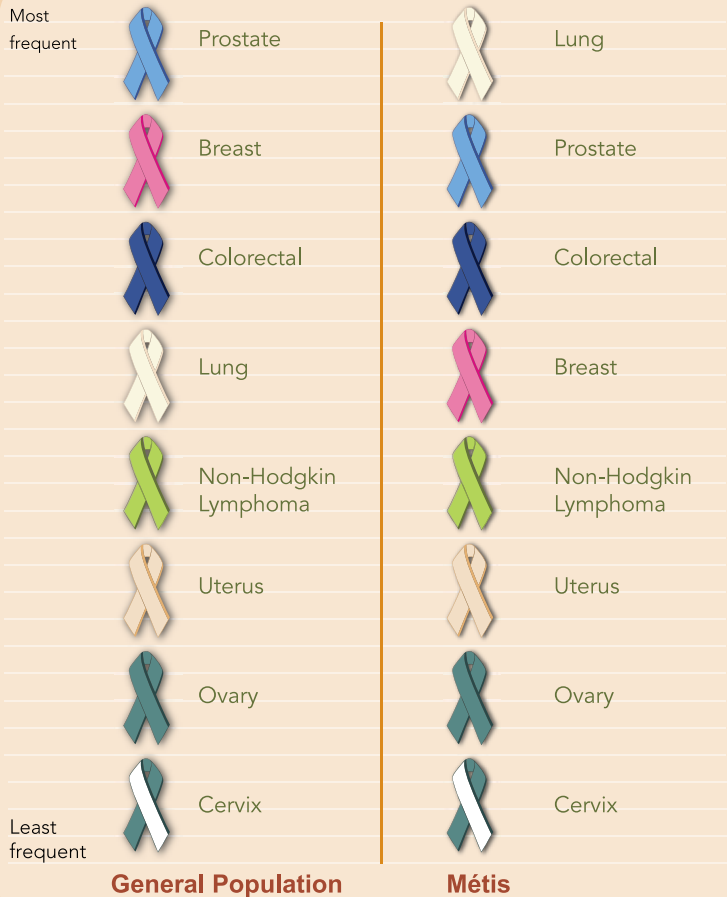 Most
frequent
Prostate
Lung
Breast
Prostate
Colorectal
Colorectal
Lung
Breast
Non-Hodgkin
Lymphoma
Non-Hodgkin
Lymphoma
Uterus
Uterus
Ovary
Ovary
Cervix
Cervix
Least
frequent
General Population
Métis